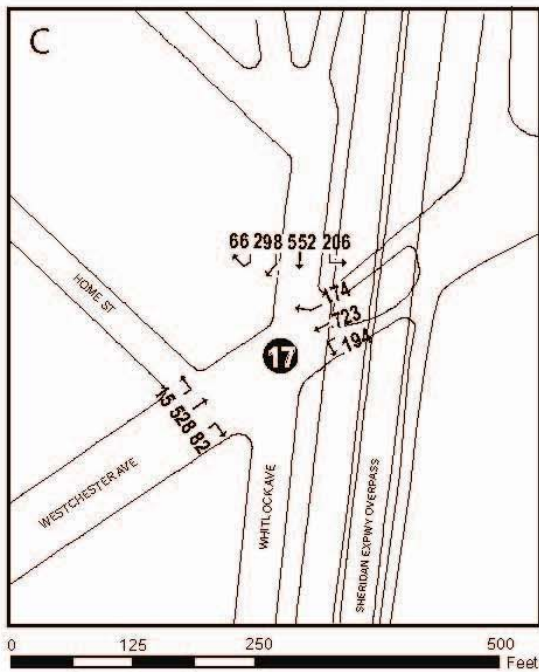 C
66 298 552 206
174
723
194
HOME ST
17
15 528 82
WESTCHESTER AVE
WHITLOCK AVE
SHERIDAN EXPWY OVERPASS
0 125 250 500
Feet